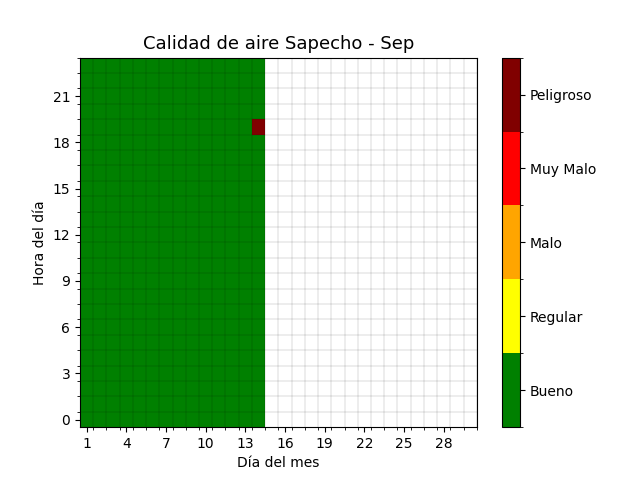 Calidad de aire Sapecho - Sep
Hora del día
21
18
15
12
9
6
3
0
1 4 7 10 13 16 19 22 25 28
Día del mes
Peligroso
Muy Malo
Malo
Regular
Bueno